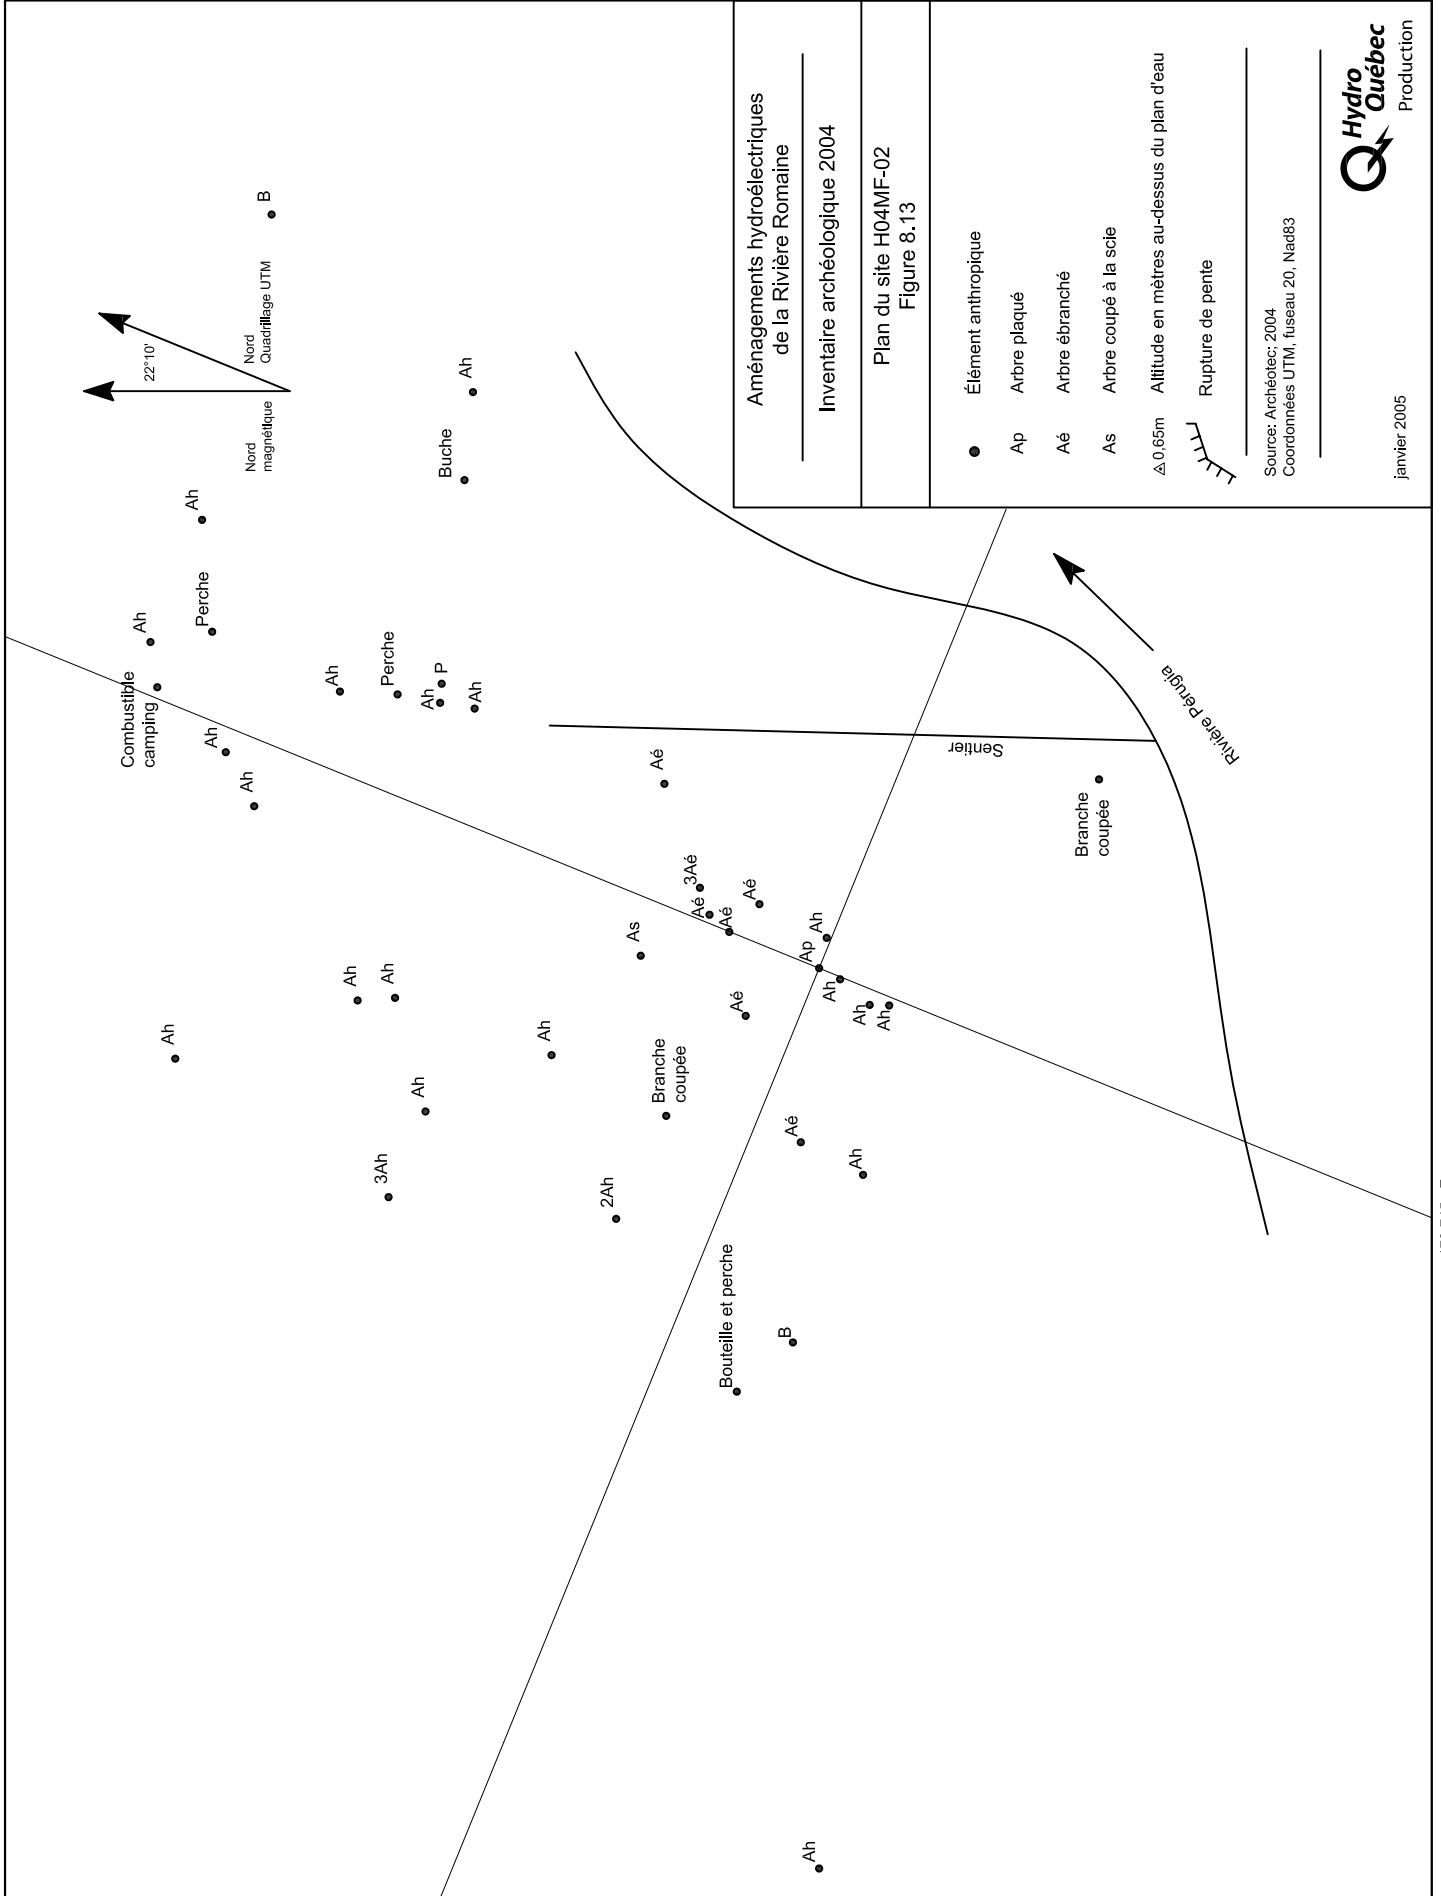 Aménagements hydroélectriques
de la Rivière Romaine
Inventaire archéologique 2004
Plan du site H04MF-02
Figure 8.13
Élément anthropique
Ap Arbre plaqué
Aé Arbre ébranché
As Arbre coupé à la scie
0,65m Altitude en mètres au-dessus du plan d'eau
Rupture de pente
Source: Archéotec; 2004
Coordonnées UTM, fuseau 20, Nad83
janvier 2005
Hydro
Québec
Production
Nord
magnétique
22°10'
Nord
Quadrillage UTM
B
Ah
Buche
Ah
Perche
Ah
Combustible
camping
Ah
Ah
Ah
Perche
P
Ah
Ah
Sentier
Rivière Pérugia
Aé
3Aé
Aé
Aé
Aé
As
Ah
Ap
Ah
Ah
Ah
Aé
Branche
coupée
Ah
Ah
Ah
Ah
Ah
3Ah
2Ah
Branche
coupée
Aé
Ah
Bouteille et perche
B
Ah